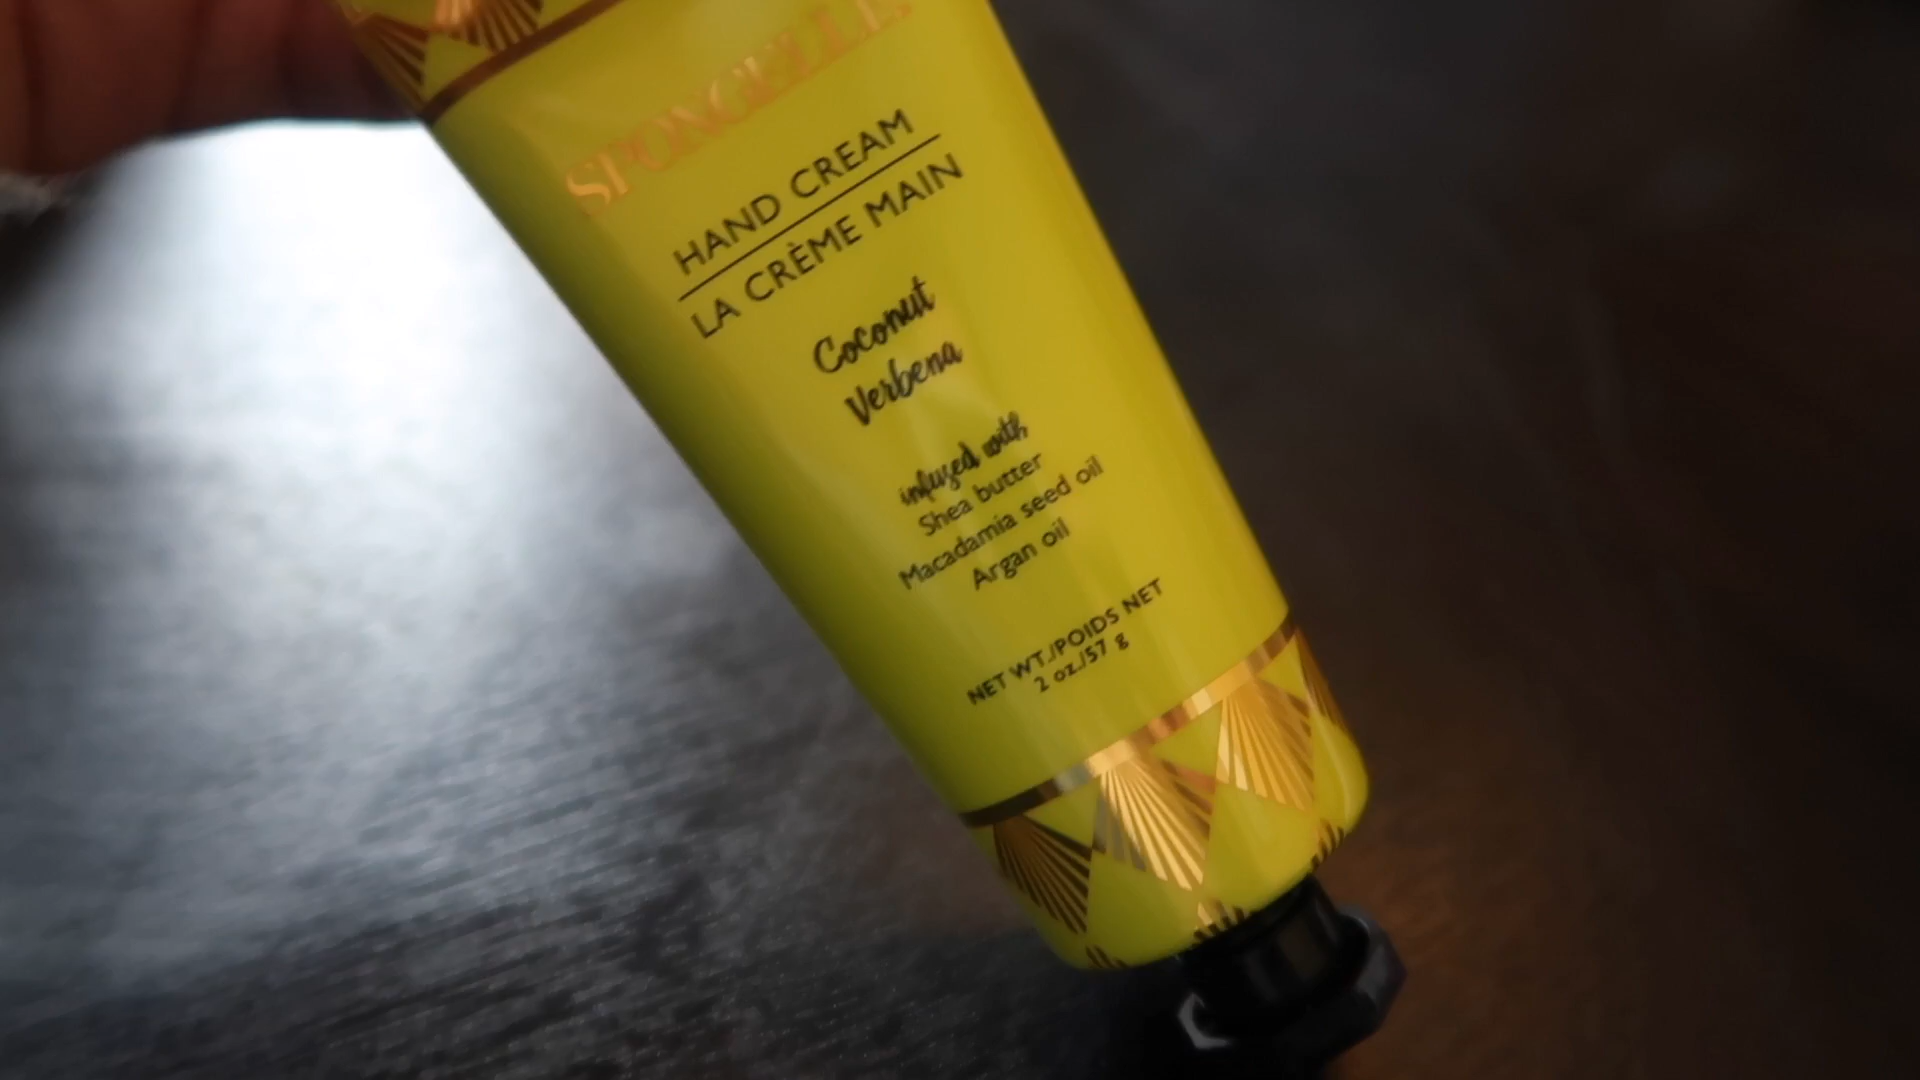 SPONGELLÉ
HAND CREAM
LA CRÈME MAIN
Coconut
Verbena
infused with
Shea butter
Macadamia seed oil
Argan oil
NET WT./POIDS NET
2 oz./57 g